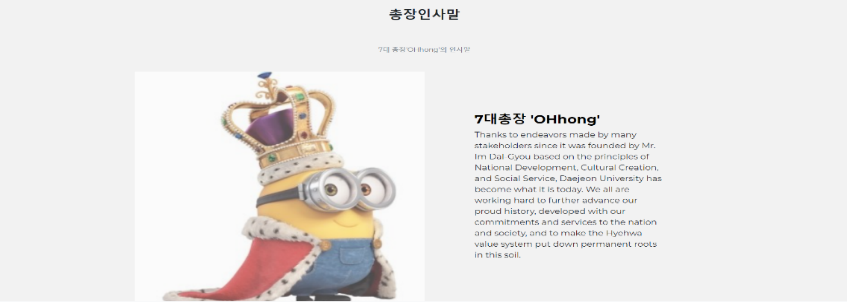 총장인사말
7대 총장'OHhong'의 인사말
7대총장 'OHhong'
Thanks to endeavors made by many
stakeholders since it was founded by Mr.
Im Dal-Gyou based on the principles of
National Development, Cultural Creation,
and Social Service, Daejeon University has
become what it is today. We all are
working hard to further advance our
proud history, developed with our
commitments and services to the nation
and society, and to make the Hyehwa
value system put down permanent roots
in this soil.